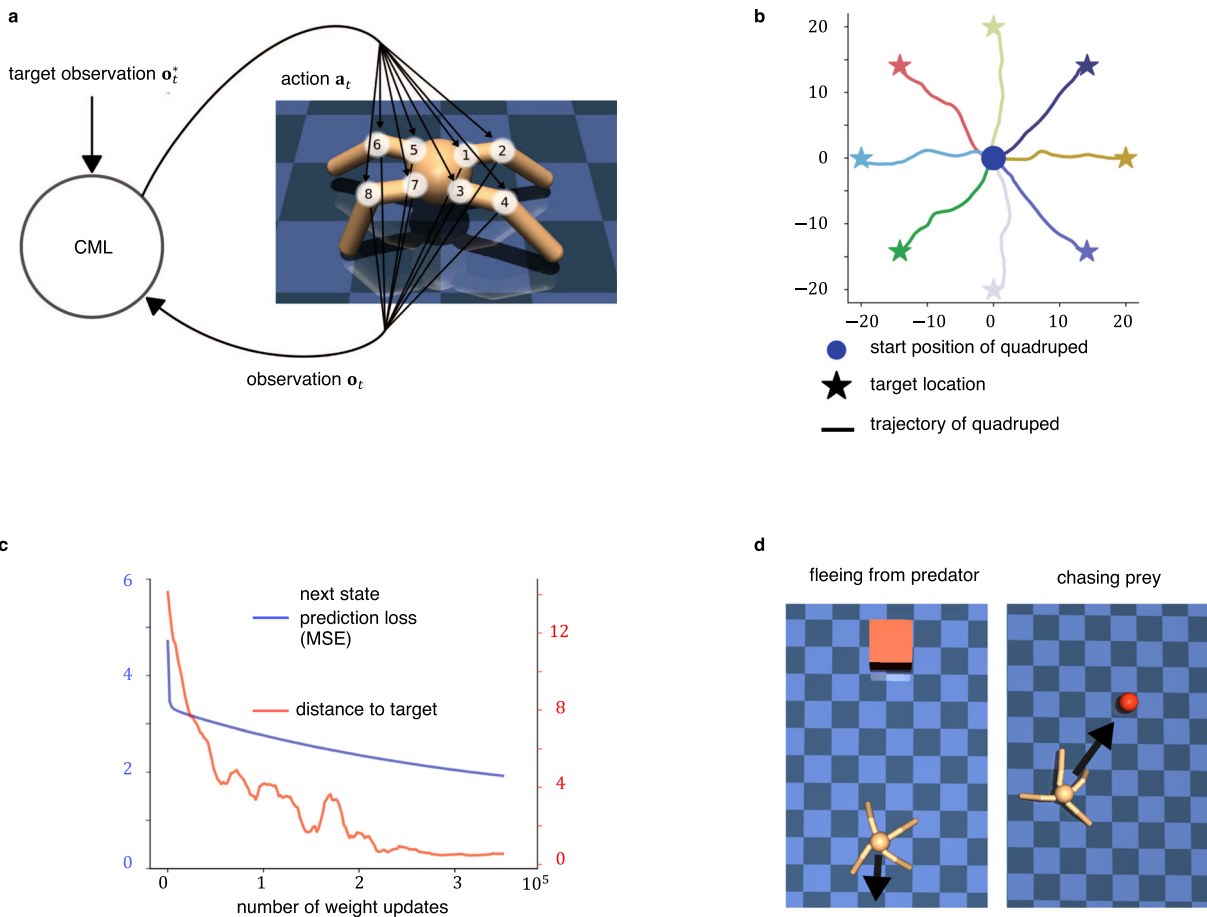 a
target observation o*t
action at
6
5
1
2
8
7
3
4
CML
observation ot
b
20
10
0
−10
−20
−20
−10
0
10
20
start position of quadruped
target location
trajectory of quadruped
c
6
4
2
0
12
8
4
0
next state
prediction loss
(MSE)
distance to target
0
1
2
3
10⁵
number of weight updates
d
fleeing from predator
chasing prey